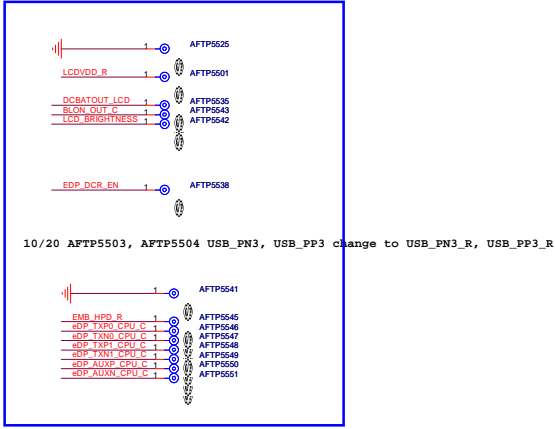 1 AFTP5525
LCDVDD_R 1 AFTP5501
DCBATOUT_LCD AFTP5535
BLON_OUT_C 1 AFTP5543
LCD_BRIGHTNESS 1 AFTP5542
EDP_DCR_EN 1 AFTP5538
10/20 AFTP5503, AFTP5504 USB_PN3, USB_PP3 change to USB_PN3_R, USB_PP3_R
1 AFTP5541
EMB_HPD_R 1 AFTP5545
eDP_TXP0_CPU_C 1 AFTP5546
eDP_TXN0_CPU_C 1 AFTP5547
eDP_TXP1_CPU_C 1 AFTP5548
eDP_TXN1_CPU_C 1 AFTP5549
eDP_AUXP_CPU_C 1 AFTP5550
eDP_AUXN_CPU_C 1 AFTP5551